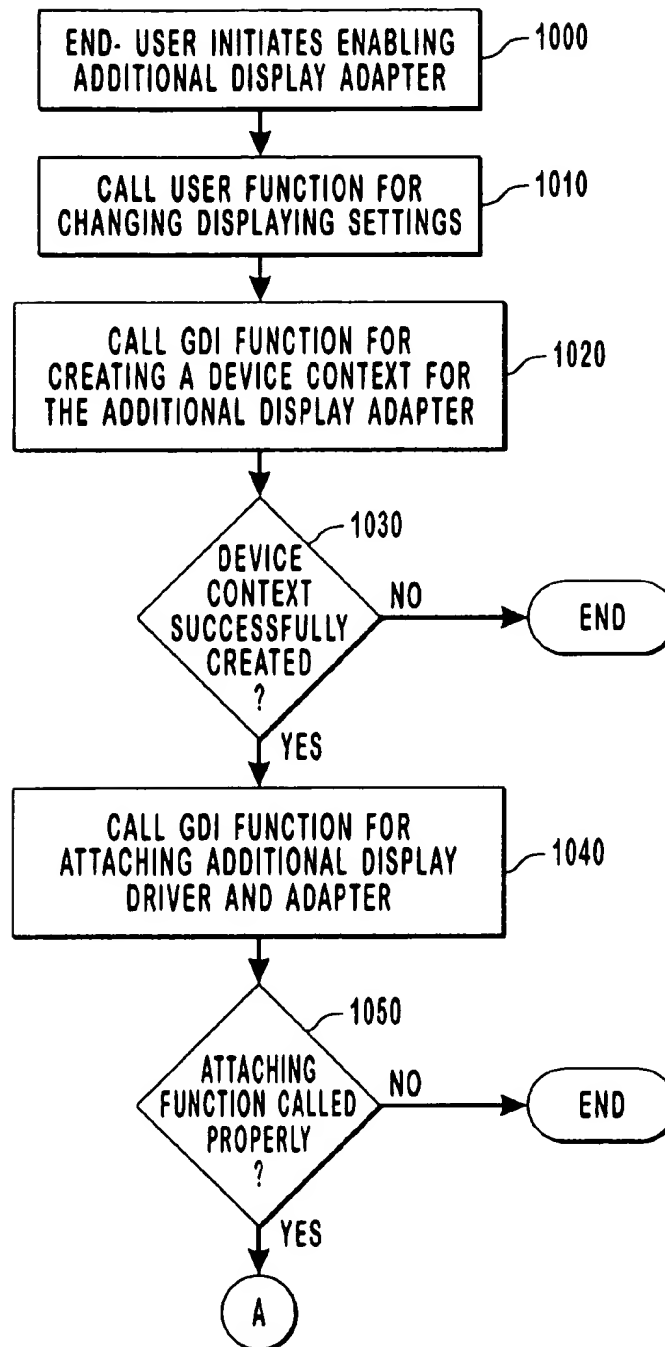 END- USER INITIATES ENABLING
ADDITIONAL DISPLAY ADAPTER
1000
CALL USER FUNCTION FOR
CHANGING DISPLAYING SETTINGS
1010
CALL GDI FUNCTION FOR
CREATING A DEVICE CONTEXT FOR
THE ADDITIONAL DISPLAY ADAPTER
1020
1030
DEVICE
CONTEXT
SUCCESSFULLY
CREATED
?
NO
END
YES
CALL GDI FUNCTION FOR
ATTACHING ADDITIONAL DISPLAY
DRIVER AND ADAPTER
1040
1050
ATTACHING
FUNCTION CALLED
PROPERLY
?
NO
END
YES
A